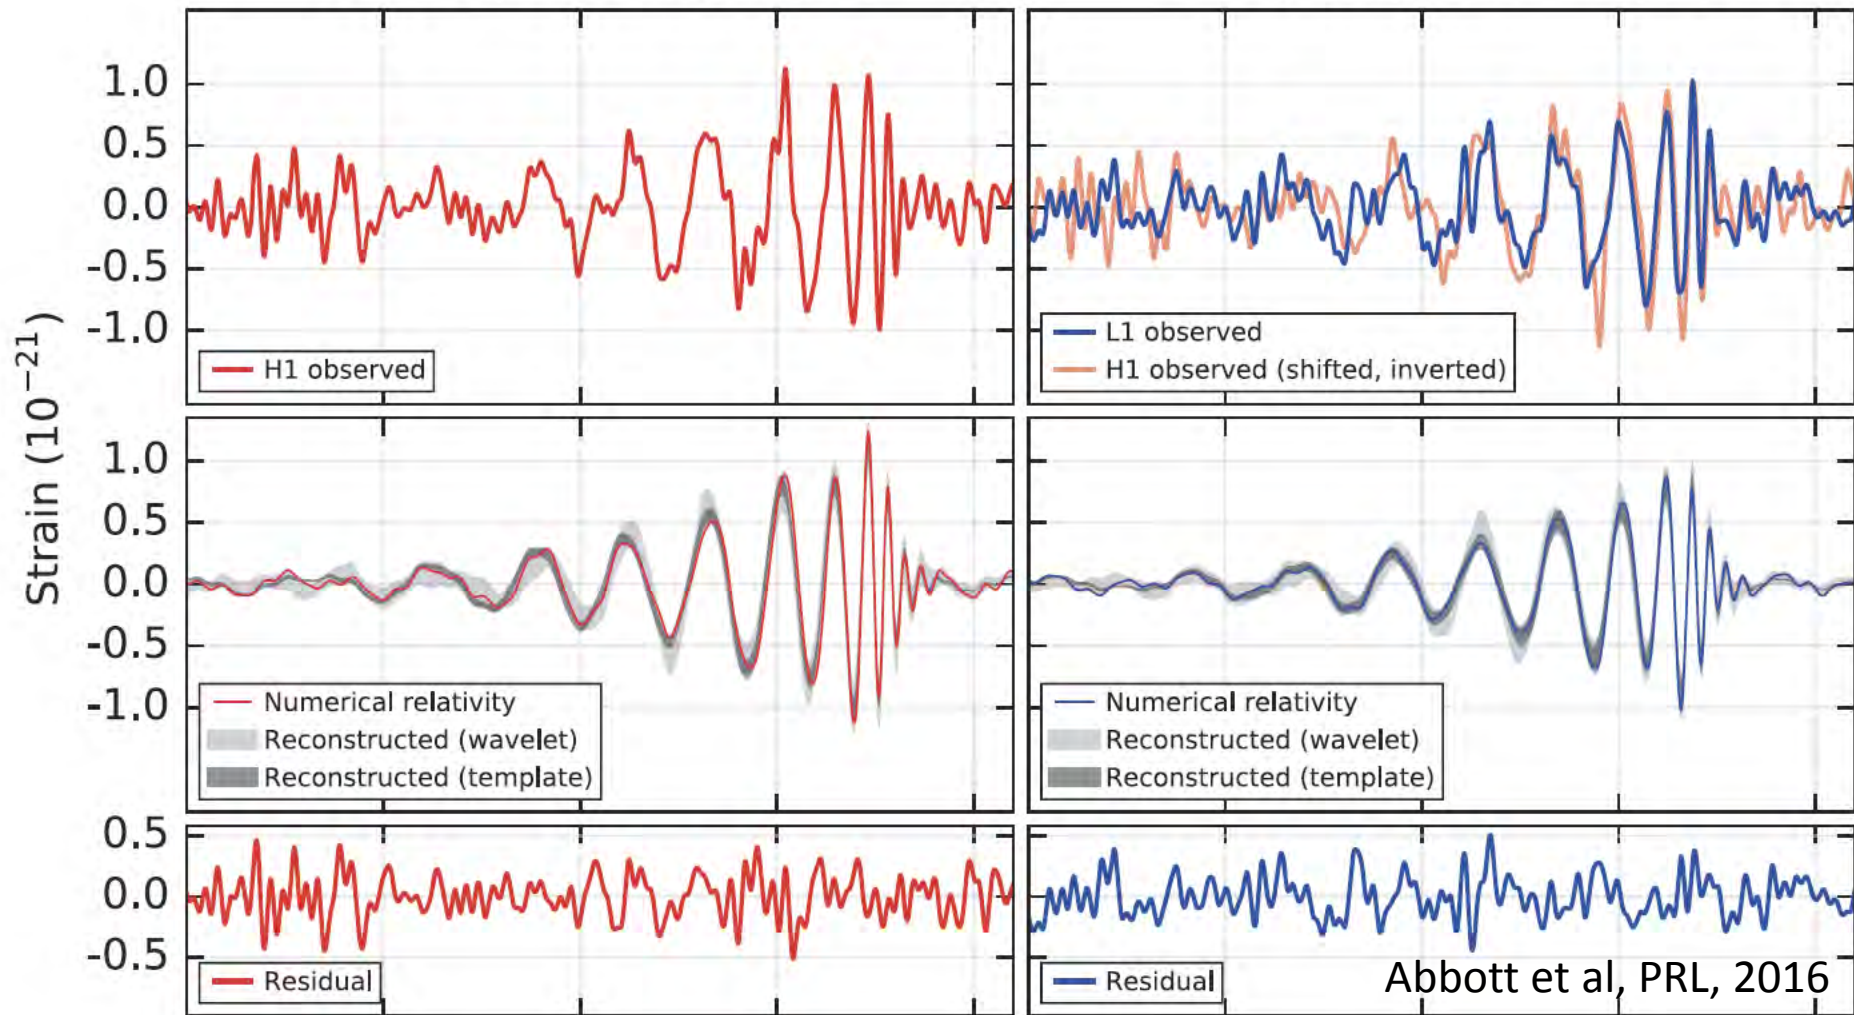 Strain (10⁻²¹)
1.0
0.5
0.0
-0.5
-1.0
H1 observed
L1 observed
H1 observed (shifted, inverted)
1.0
0.5
0.0
-0.5
-1.0
Numerical relativity
Reconstructed (wavelet)
Reconstructed (template)
Numerical relativity
Reconstructed (wavelet)
Reconstructed (template)
0.5
0.0
-0.5
Residual
Residual
Abbott et al, PRL, 2016